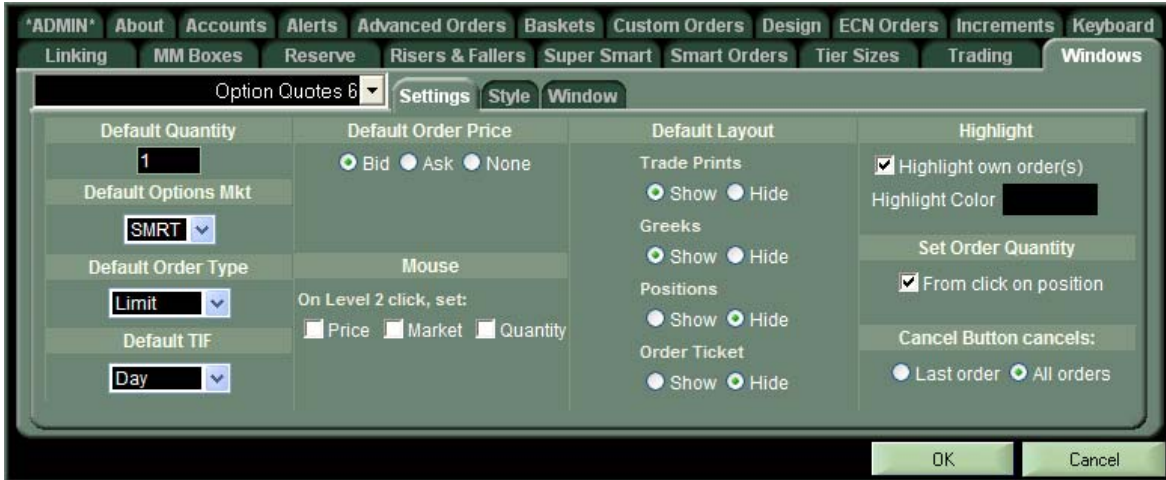 *ADMIN* About Accounts Alerts Advanced Orders Baskets Custom Orders Design ECN Orders Increments Keyboard
Linking MM Boxes Reserve Risers & Fallers Super Smart Smart Orders Tier Sizes Trading Windows
Option Quotes 6 Settings Style Window
Default Quantity
1
Default Options Mkt
SMRT
Default Order Type
Limit
Default TIF
Day
Default Order Price
Bid Ask None
Mouse
On Level 2 click, set:
Price Market Quantity
Default Layout
Trade Prints
Show Hide
Greeks
Show Hide
Positions
Show Hide
Order Ticket
Show Hide
Highlight
Highlight own order(s)
Highlight Color
Set Order Quantity
From click on position
Cancel Button cancels:
Last order All orders
OK Cancel